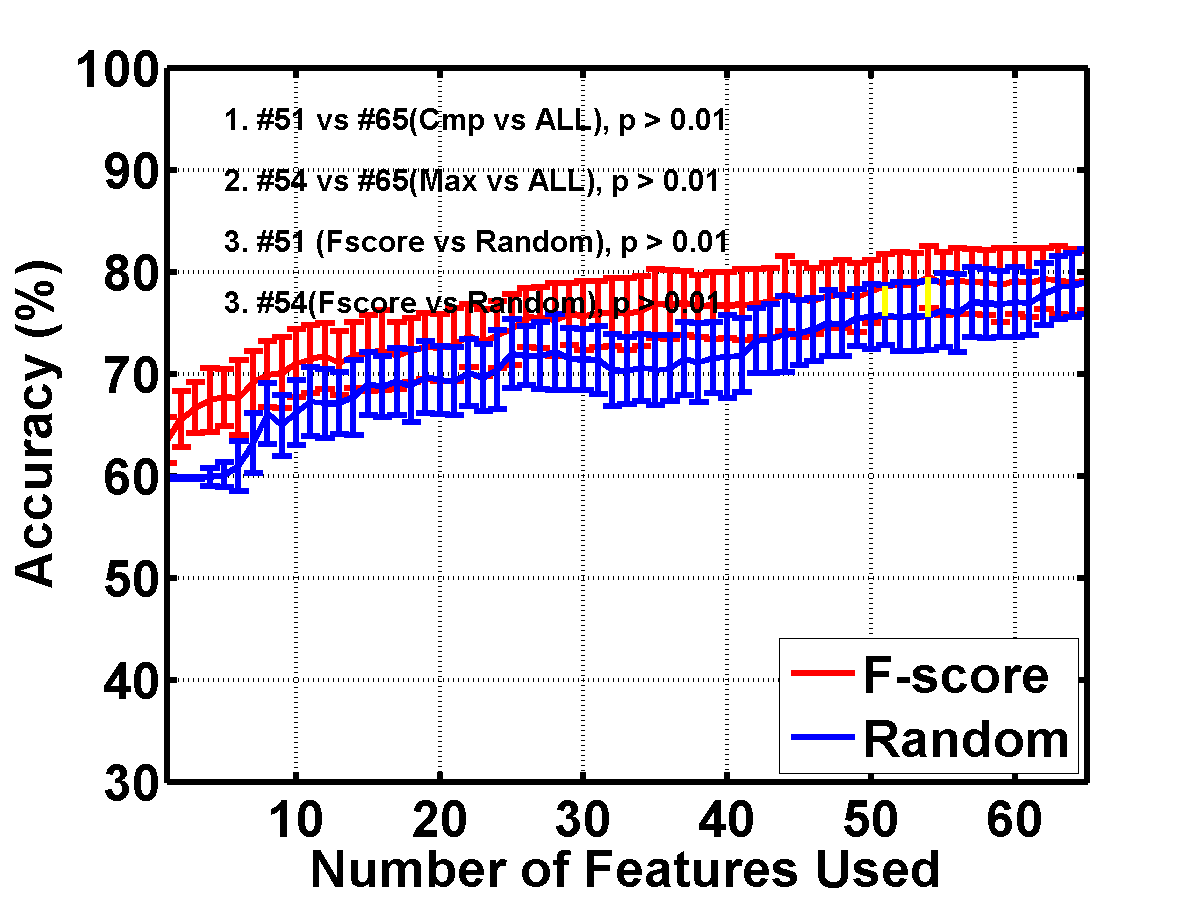 100
90
80
70
60
50
40
30
Accuracy (%)
1. #51 vs #65(Cmp vs ALL), p > 0.01
2. #54 vs #65(Max vs ALL), p > 0.01
3. #51 (Fscore vs Random), p > 0.01
3. #54(Fscore vs Random), p > 0.01
F-score
Random
10 20 30 40 50 60
Number of Features Used